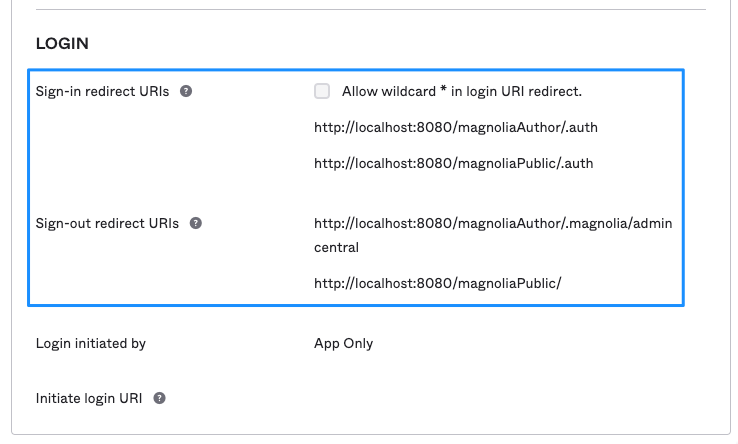 LOGIN
Sign-in redirect URIs ? Allow wildcard * in login URI redirect.
http://localhost:8080/magnoliaAuthor/.auth
http://localhost:8080/magnoliaPublic/.auth
Sign-out redirect URIs ? http://localhost:8080/magnoliaAuthor/.magnolia/admin
central
http://localhost:8080/magnoliaPublic/
Login initiated by App Only
Initiate login URI ?